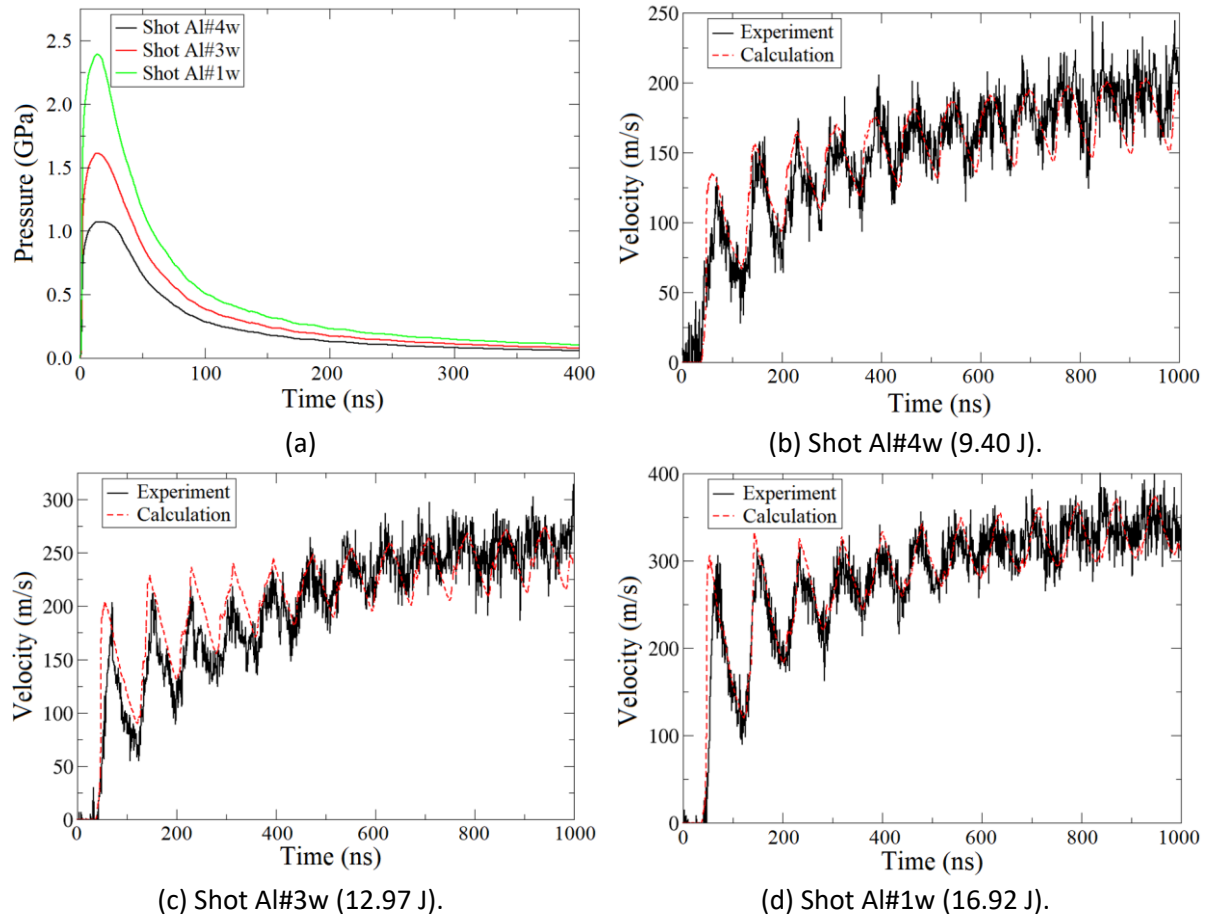 Shot Al#4w
Shot Al#3w
Shot Al#1w
Pressure (GPa)
2.5
2.0
1.5
1.0
0.5
0.0
0
100
200
300
400
Time (ns)
(a)
Experiment
Calculation
Velocity (m/s)
250
200
150
100
50
0
0
200
400
600
800
1000
Time (ns)
(b) Shot Al#4w (9.40 J).
Experiment
Calculation
Velocity (m/s)
300
250
200
150
100
50
0
0
200
400
600
800
1000
Time (ns)
(c) Shot Al#3w (12.97 J).
Experiment
Calculation
Velocity (m/s)
400
300
200
100
0
0
200
400
600
800
1000
Time (ns)
(d) Shot Al#1w (16.92 J).